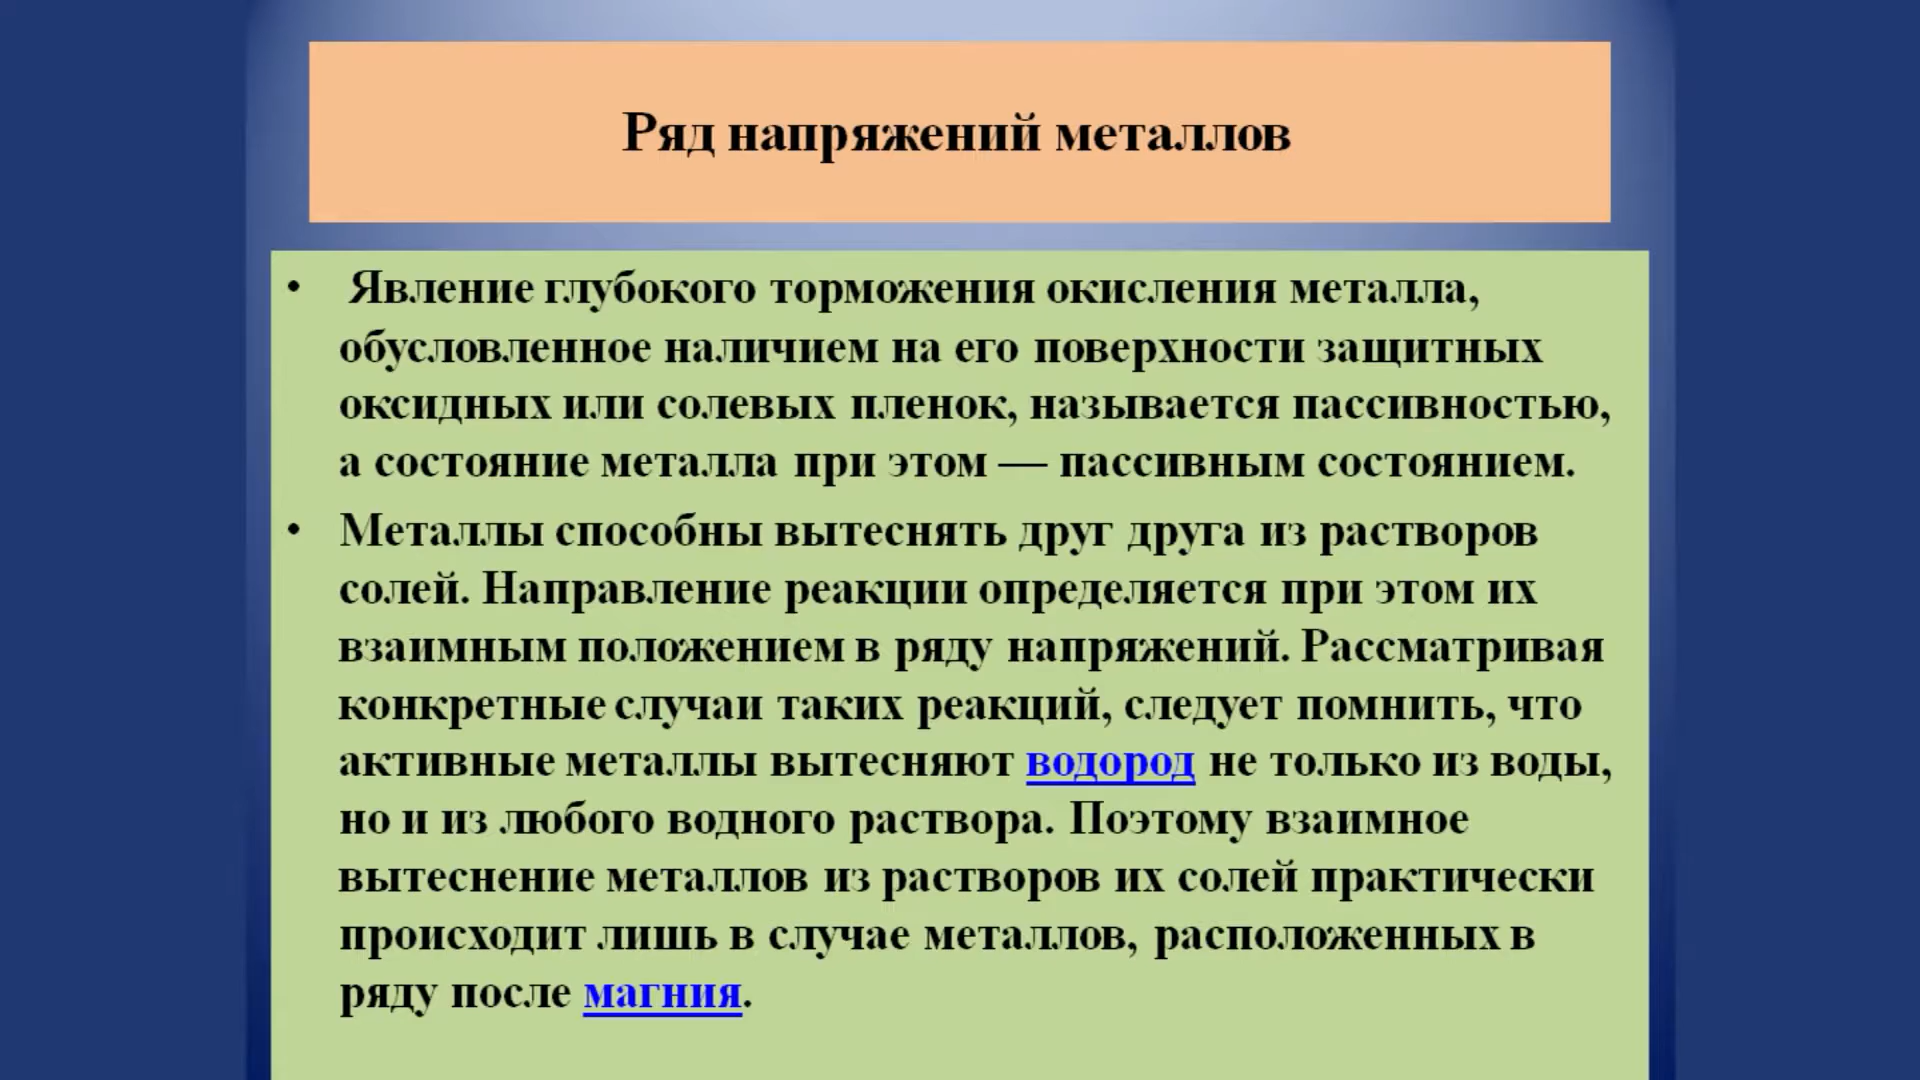 Ряд напряжений металлов
• Явление глубокого торможения окисления металла,
обусловленное наличием на его поверхности защитных
оксидных или солевых пленок, называется пассивностью,
а состояние металла при этом — пассивным состоянием.
• Металлы способны вытеснять друг друга из растворов
солей. Направление реакции определяется при этом их
взаимным положением в ряду напряжений. Рассматривая
конкретные случаи таких реакций, следует помнить, что
активные металлы вытесняют водород не только из воды,
но и из любого водного раствора. Поэтому взаимное
вытеснение металлов из растворов их солей практически
происходит лишь в случае металлов, расположенных в
ряду после магния.